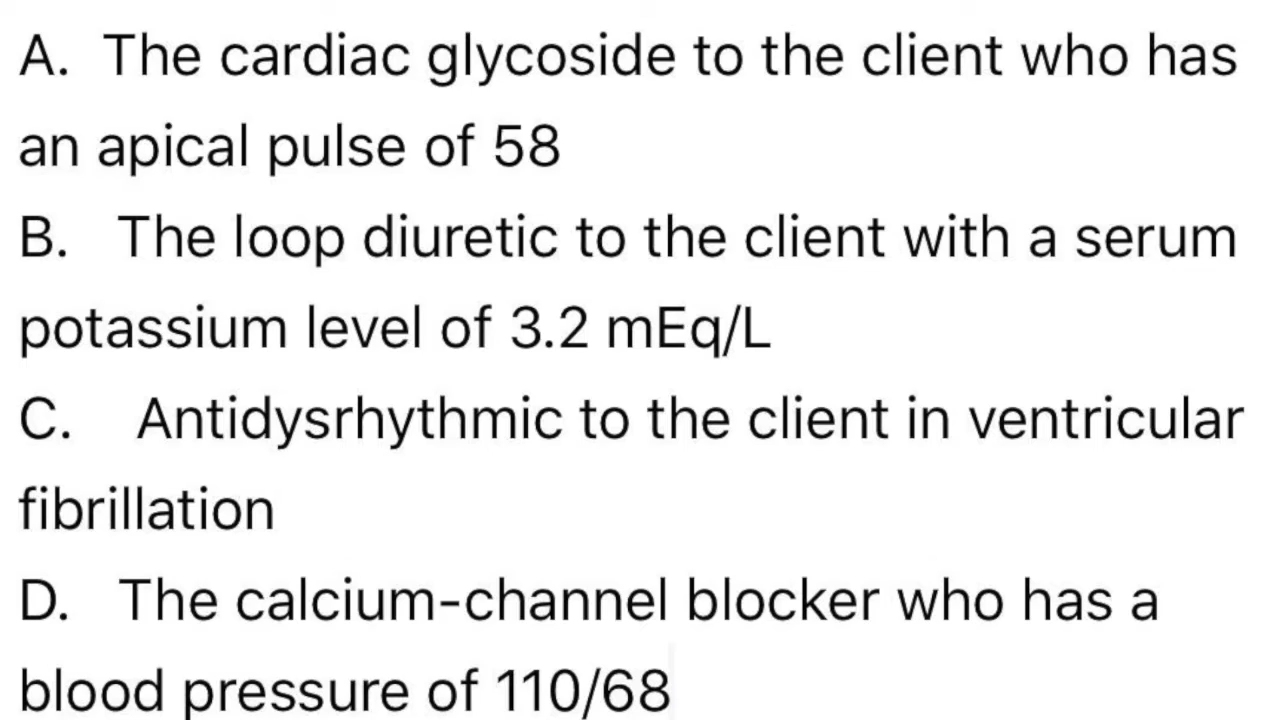 A. The cardiac glycoside to the client who has
an apical pulse of 58
B. The loop diuretic to the client with a serum
potassium level of 3.2 mEq/L
C. Antidysrhythmic to the client in ventricular
fibrillation
D. The calcium-channel blocker who has a
blood pressure of 110/68